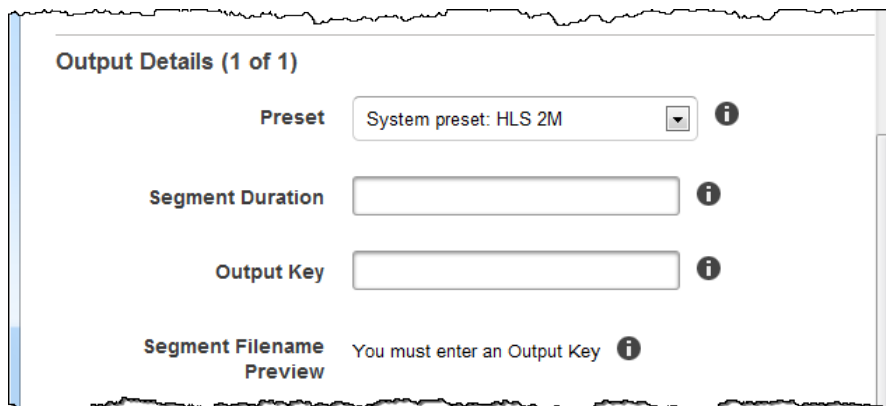 Output Details (1 of 1)
Preset System preset: HLS 2M
Segment Duration
Output Key
Segment Filename Preview You must enter an Output Key